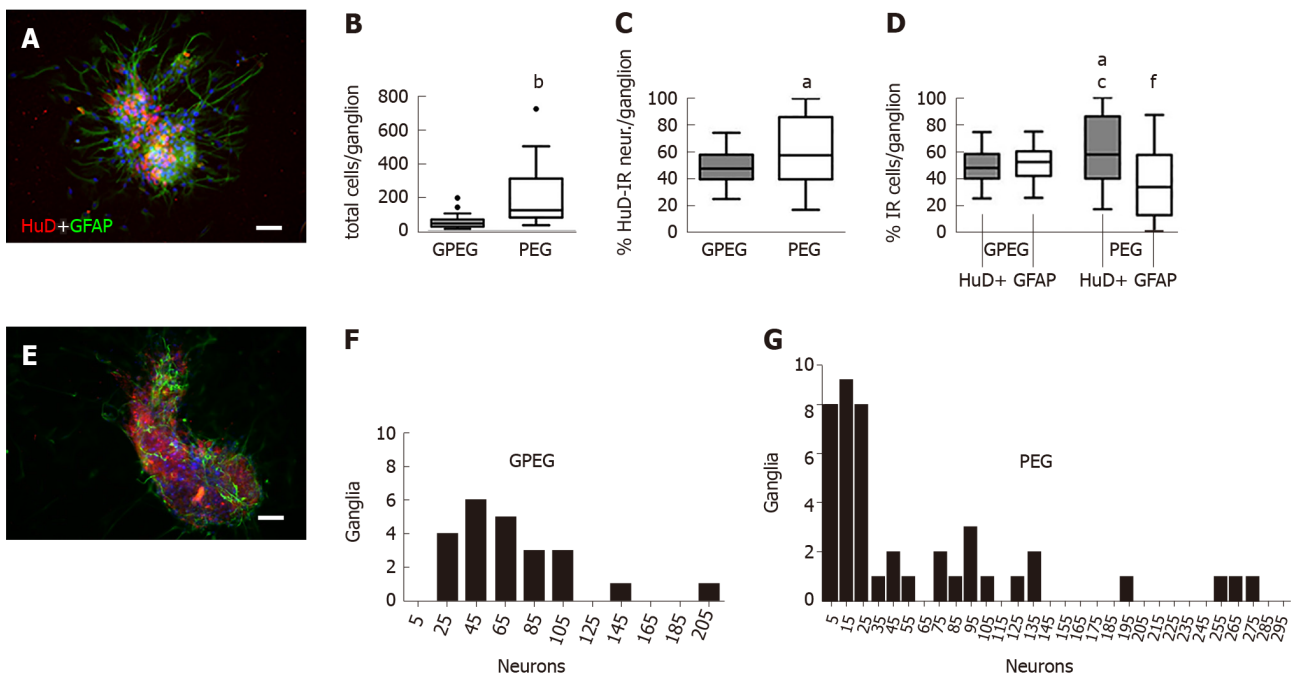 A
HuD+GFAP
B
b
total cells/ganglion
800
600
400
200
0
GPEG PEG
C
a
% HuD-IR neur./ganglion
100
80
60
40
20
0
GPEG PEG
D
a
c f
% IR cells/ganglion
100
80
60
40
20
0
GPEG PEG
HuD+ GFAP HuD+ GFAP
E
F
GPEG
Ganglia
10
8
6
4
2
0
5 25 45 65 85 105 125 145 165 185 205
Neurons
G
PEG
Ganglia
10
8
6
4
2
0
5 15 25 35 45 55 65 75 85 95 105 125 135 145 155 165 175 185 195 205 215 225 235 245 255 265 275 285 295
Neurons